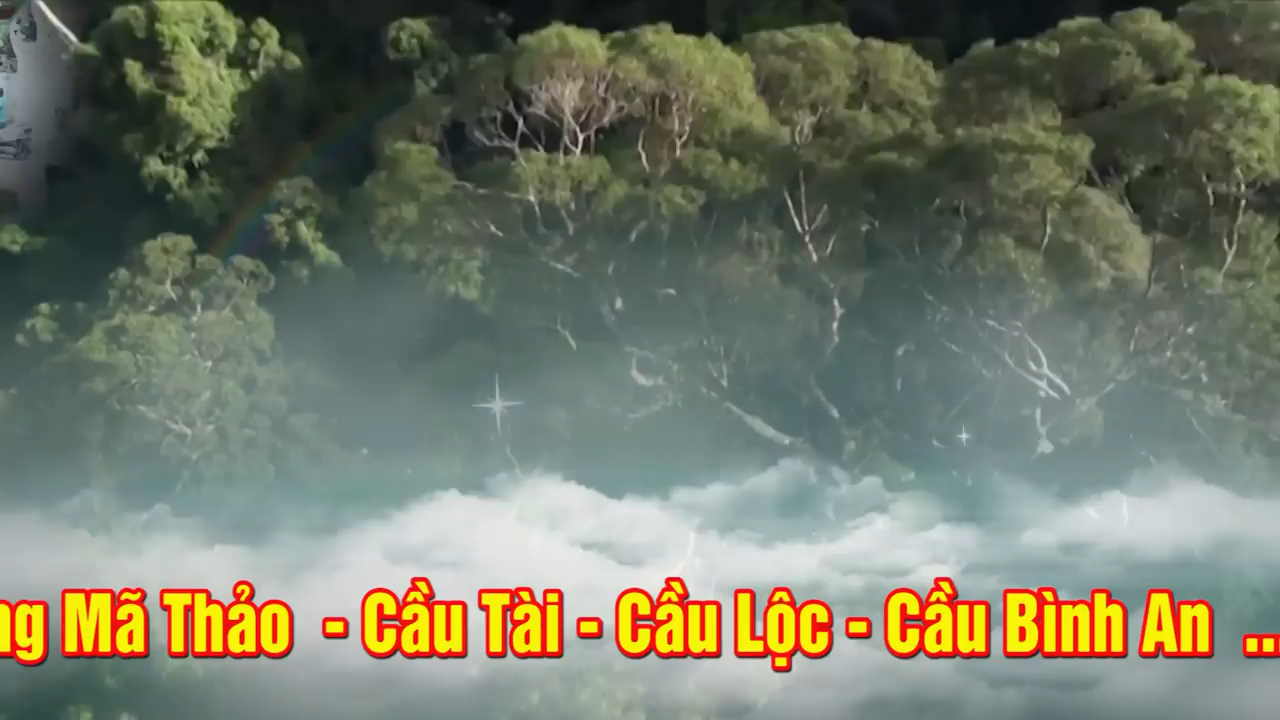 Mã Thảo - Cầu Tài - Cầu Lộc - Cầu Bình An ...